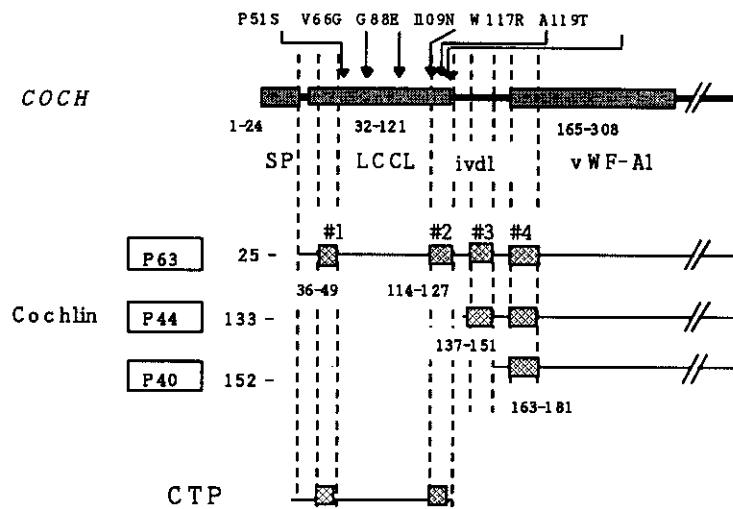 P51S V66G G88E I109N W117R A119T
COCH
1-24 32-121 165-308
SP LCCL ivd1 vWF-A1
#1 #2 #3 #4
P63 25 -
36-49 114-127
Cochlin P44 133 -
137-151
P40 152 -
163-181
CTP